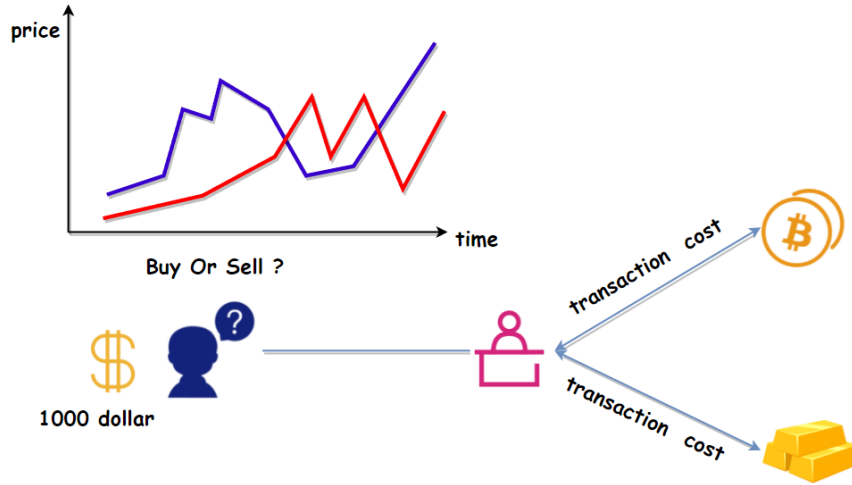 price
time
Buy Or Sell ?
?
transaction cost
1000 dollar
transaction cost